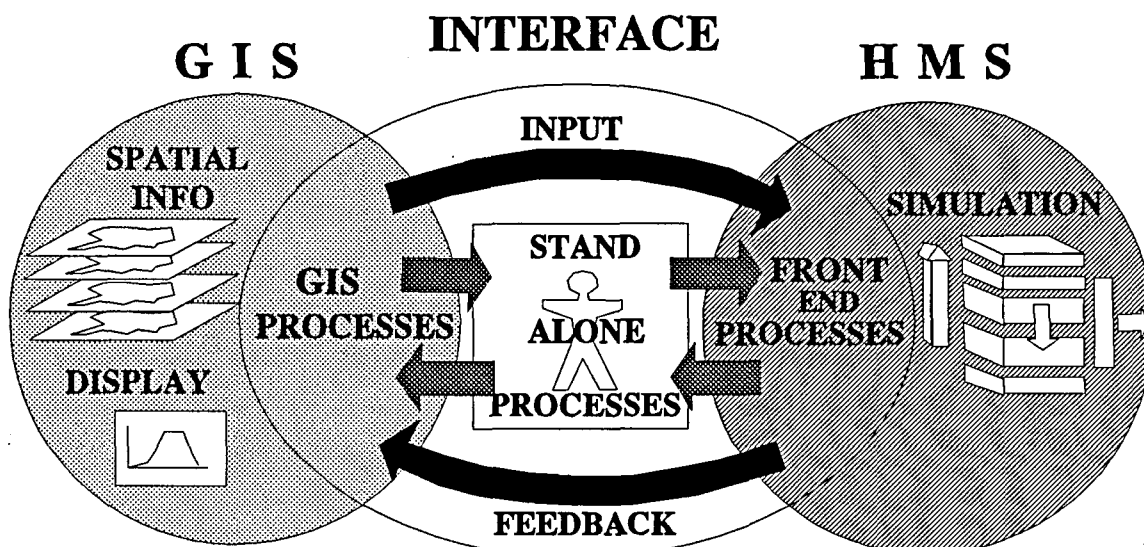 INTERFACE
G I S
H M S
INPUT
SPATIAL
INFO
SIMULATION
STAND
ALONE
PROCESSES
GIS
PROCESSES
FRONT
END
PROCESSES
DISPLAY
FEEDBACK